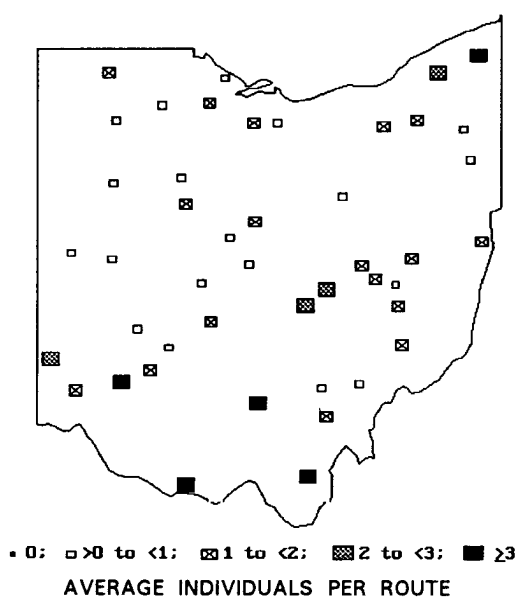 0; >0 to <1; 1 to <2; 2 to <3; ≥3
AVERAGE INDIVIDUALS PER ROUTE